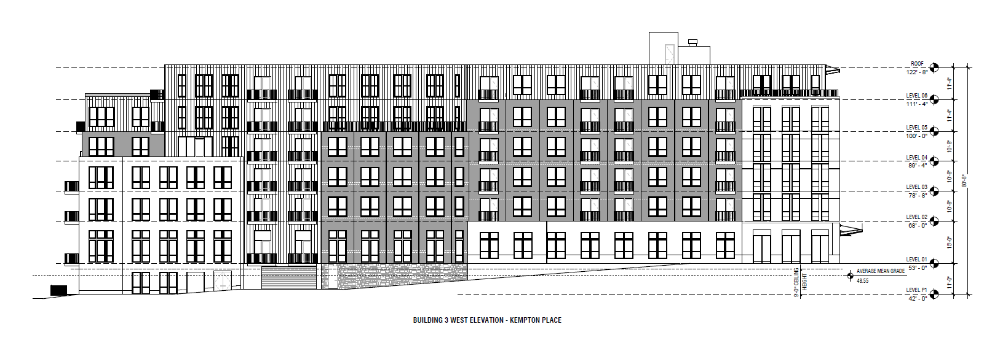 ROOF
122' - 8"
11'-4"
LEVEL 06
111' - 4"
11'-4"
LEVEL 05
100' - 0"
10'-8"
LEVEL 04
89' - 4"
10'-8"
80'-8"
LEVEL 03
78' - 8"
10'-8"
LEVEL 02
68' - 0"
15'-0"
LEVEL 01
53' - 0"
AVERAGE MEAN GRADE
48.55
9'-0" CEILING
HEIGHT
11'-0"
LEVEL P1
42' - 0"
BUILDING 3 WEST ELEVATION - KEMPTON PLACE